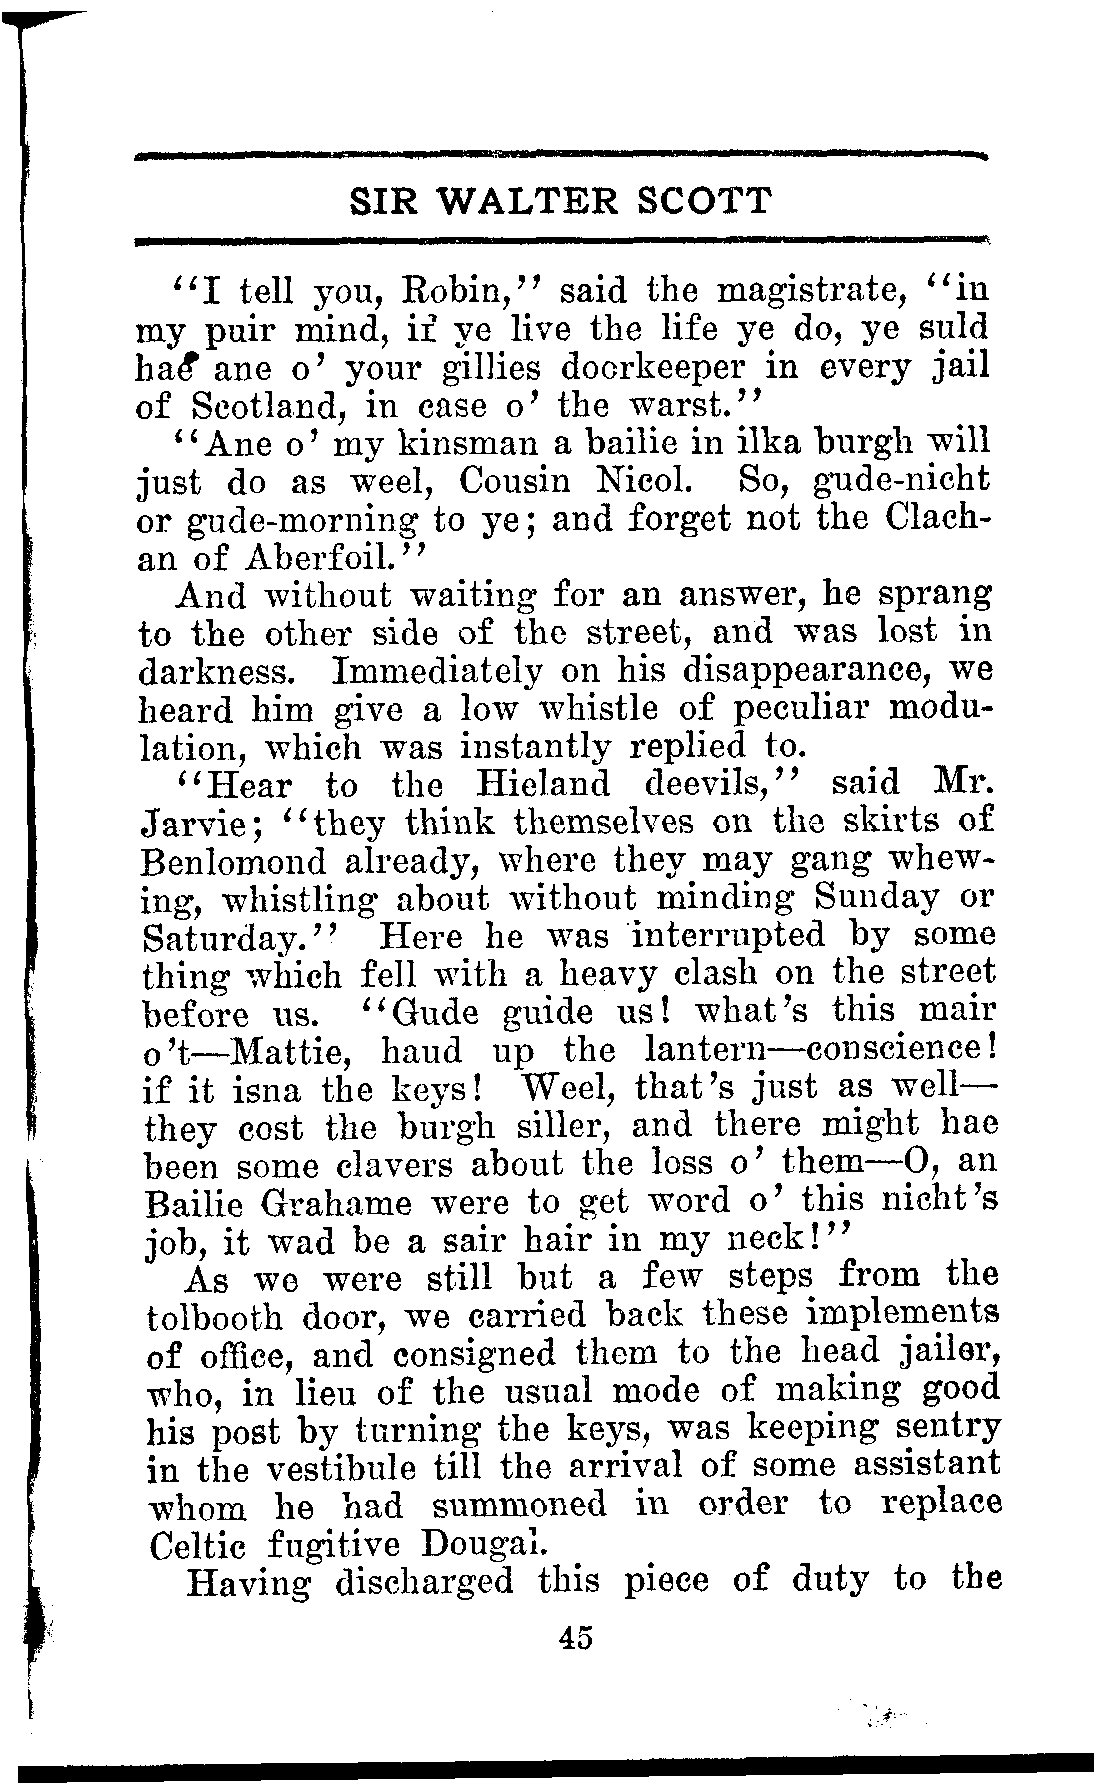 SIR WALTER SCOTT
"I tell you, Robin," said the magistrate, "in
my puir mind, if ye live the life ye do, ye suld
hae ane o' your gillies doorkeeper in every jail
of Scotland, in case o' the warst."
"Ane o' my kinsman a bailie in ilka burgh will
just do as weel, Cousin Nicol. So, gude-nicht
or gude-morning to ye; and forget not the Clach-
an of Aberfoil."
And without waiting for an answer, he sprang
to the other side of the street, and was lost in
darkness. Immediately on his disappearance, we
heard him give a low whistle of peculiar modu-
lation, which was instantly replied to.
"Hear to the Hieland deevils," said Mr.
Jarvie; "they think themselves on the skirts of
Benlomond already, where they may gang whew-
ing, whistling about without minding Sunday or
Saturday." Here he was interrupted by some
thing which fell with a heavy clash on the street
before us. "Gude guide us! what's this mair
o't—Mattie, haud up the lantern—conscience!
if it isna the keys! Weel, that's just as well—
they cost the burgh siller, and there might hae
been some clavers about the loss o' them—O, an
Bailie Grahame were to get word o' this nicht's
job, it wad be a sair hair in my neck!"
As we were still but a few steps from the
tolbooth door, we carried back these implements
of office, and consigned them to the head jailer,
who, in lieu of the usual mode of making good
his post by turning the keys, was keeping sentry
in the vestibule till the arrival of some assistant
whom he had summoned in order to replace
Celtic fugitive Dougal.
Having discharged this piece of duty to the
45